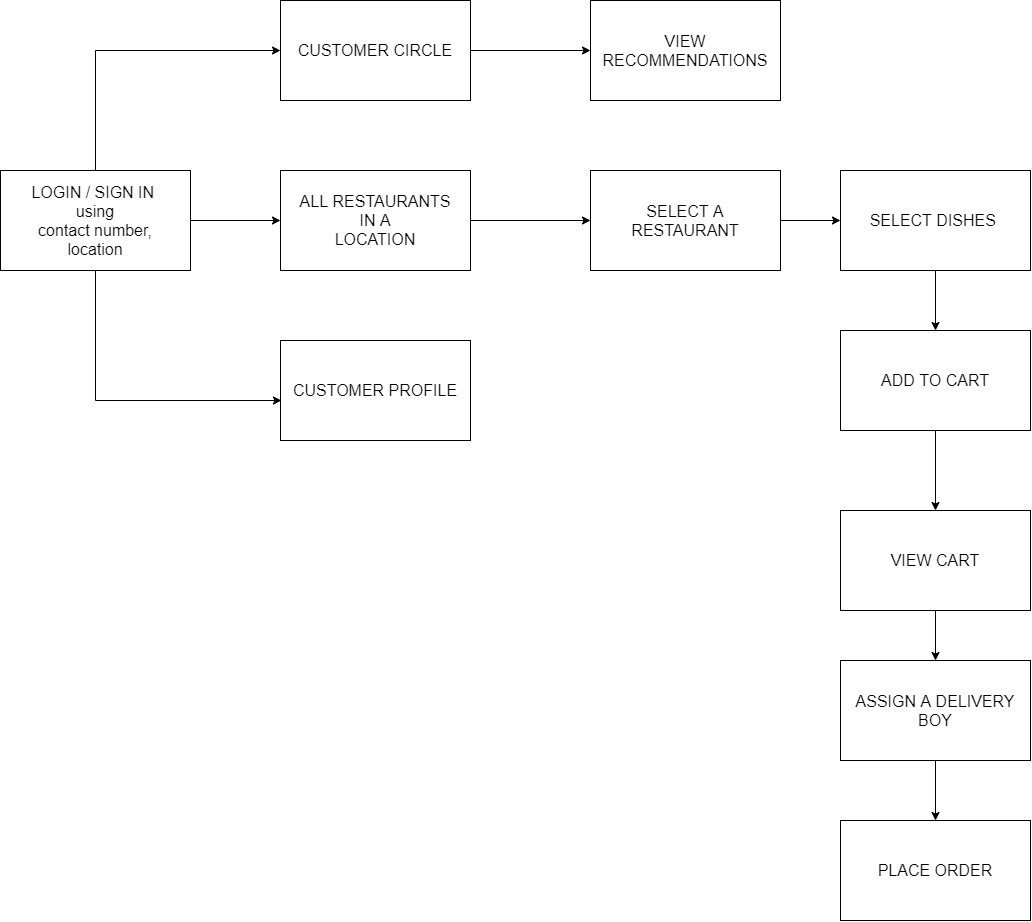 CUSTOMER CIRCLE
VIEW
RECOMMENDATIONS
LOGIN / SIGN IN
using
contact number,
location
ALL RESTAURANTS
IN A
LOCATION
SELECT A
RESTAURANT
SELECT DISHES
CUSTOMER PROFILE
ADD TO CART
VIEW CART
ASSIGN A DELIVERY
BOY
PLACE ORDER